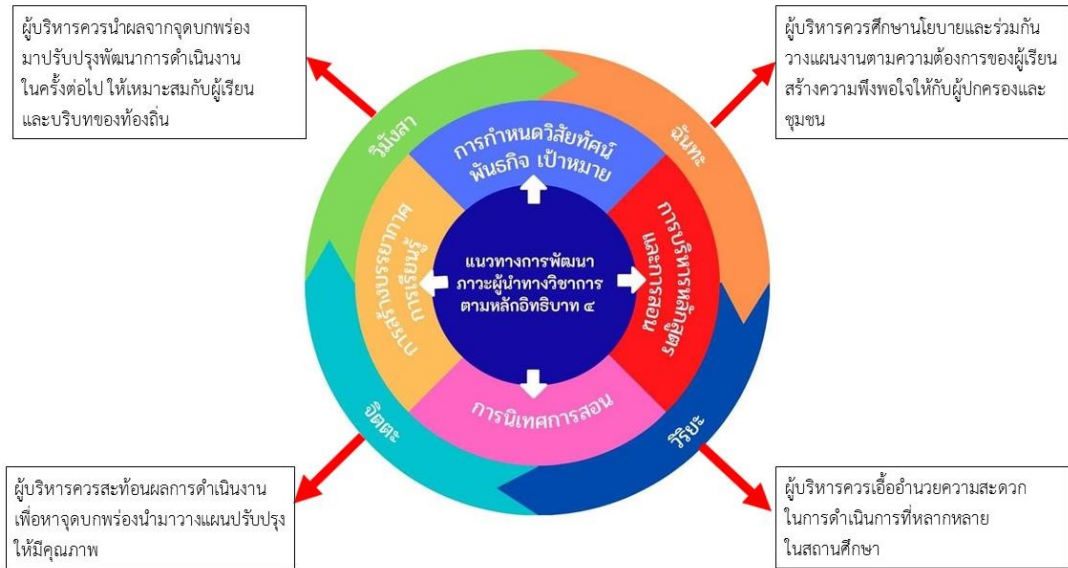 ผู้บริหารควรนำผลจากจุดบกพร่อง
มาปรับปรุงพัฒนาการดำเนินงาน
ในครั้งต่อไป ให้เหมาะสมกับผู้เรียน
และบริบทของท้องถิ่น
ผู้บริหารควรศึกษานโยบายและร่วมกัน
วางแผนงานตามความต้องการของผู้เรียน
สร้างความพึงพอใจให้กับผู้ปกครองและ
ชุมชน
วิมังสา
ฉันทะ
การกำหนดวิสัยทัศน์
พันธกิจ เป้าหมาย
การสร้างบรรยากาศ
การเรียนรู้
แนวทางการพัฒนา
ภาวะผู้นำทางวิชาการ
ตามหลักอิทธิบาท ๔
การบริหารหลักสูตร
และการสอน
การนิเทศการสอน
จิตตะ
วิริยะ
ผู้บริหารควรสะท้อนผลการดำเนินงาน
เพื่อหาจุดบกพร่องนำมาวางแผนปรับปรุง
ให้มีคุณภาพ
ผู้บริหารควรเอื้ออำนวยความสะดวก
ในการดำเนินการที่หลากหลาย
ในสถานศึกษา